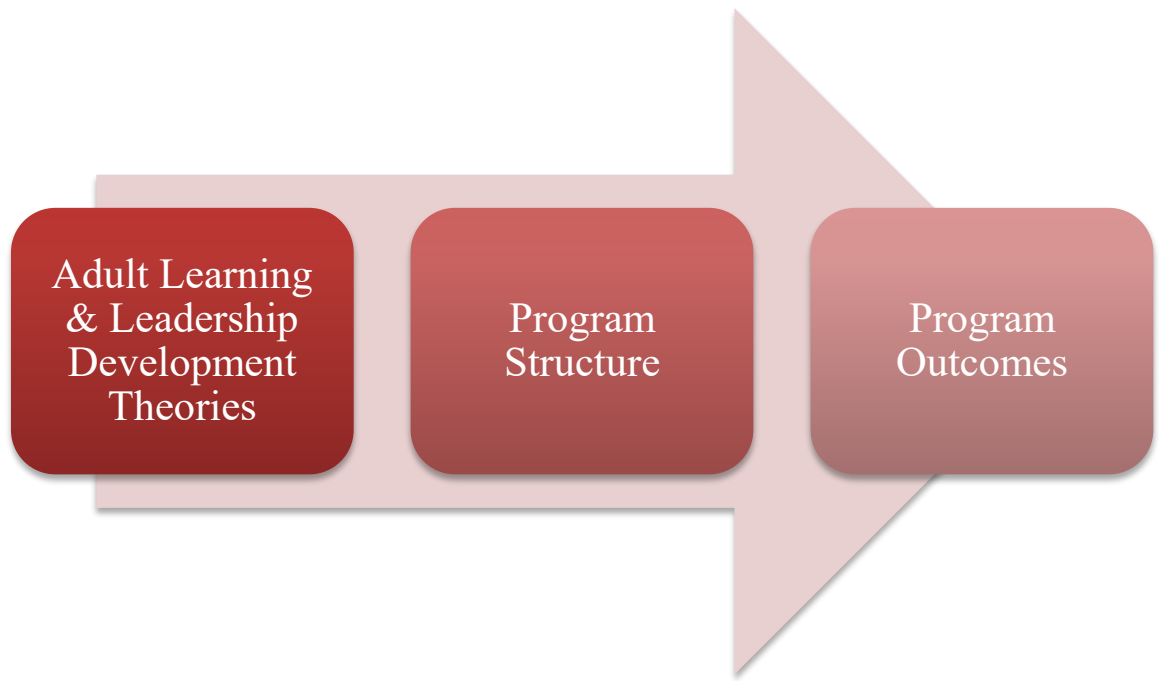 Adult Learning
& Leadership
Development
Theories
Program
Structure
Program
Outcomes